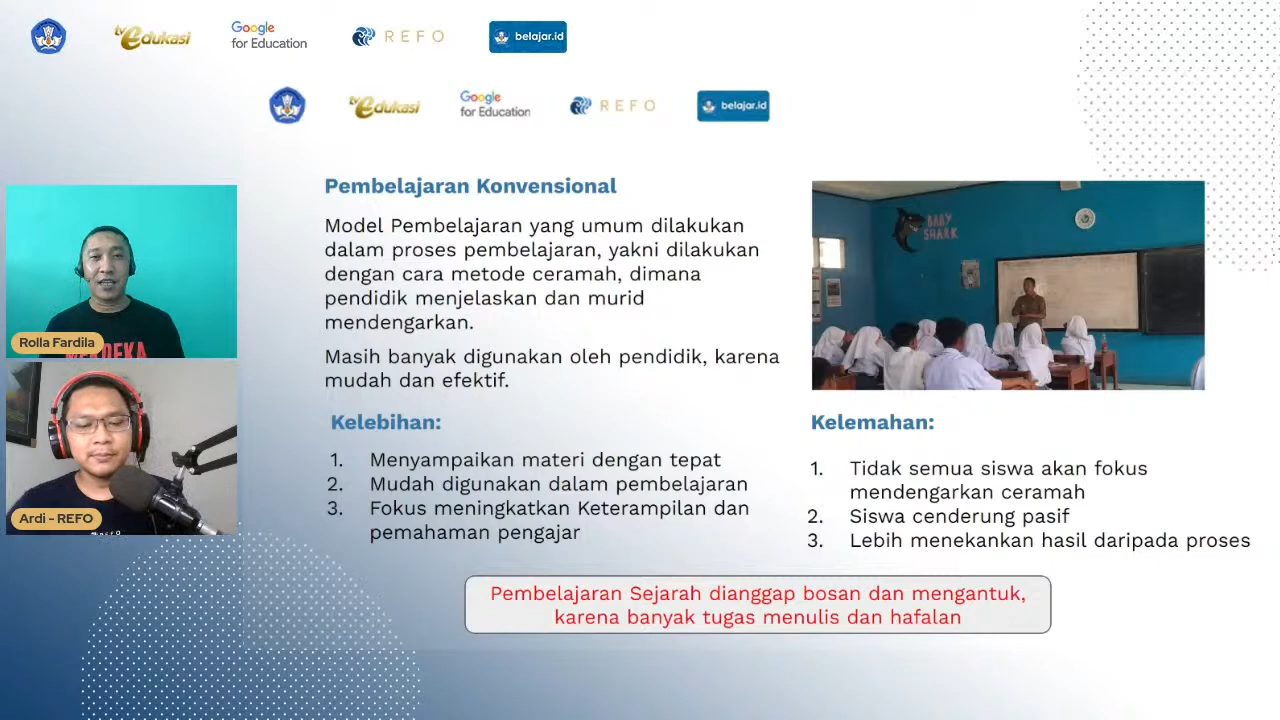 tv edukasi
Google
for Education
REFO
belajar.id
tv edukasi
Google
for Education
REFO
belajar.id
Pembelajaran Konvensional
Model Pembelajaran yang umum dilakukan
dalam proses pembelajaran, yakni dilakukan
dengan cara metode ceramah, dimana
pendidik menjelaskan dan murid
mendengarkan.
Masih banyak digunakan oleh pendidik, karena
mudah dan efektif.
BABY
SHARK
Rolla Fardila
MERDEKA
Ardi - REFO
Kelebihan:
1. Menyampaikan materi dengan tepat
2. Mudah digunakan dalam pembelajaran
3. Fokus meningkatkan Keterampilan dan
pemahaman pengajar
Kelemahan:
1. Tidak semua siswa akan fokus
mendengarkan ceramah
2. Siswa cenderung pasif
3. Lebih menekankan hasil daripada proses
Pembelajaran Sejarah dianggap bosan dan mengantuk,
karena banyak tugas menulis dan hafalan